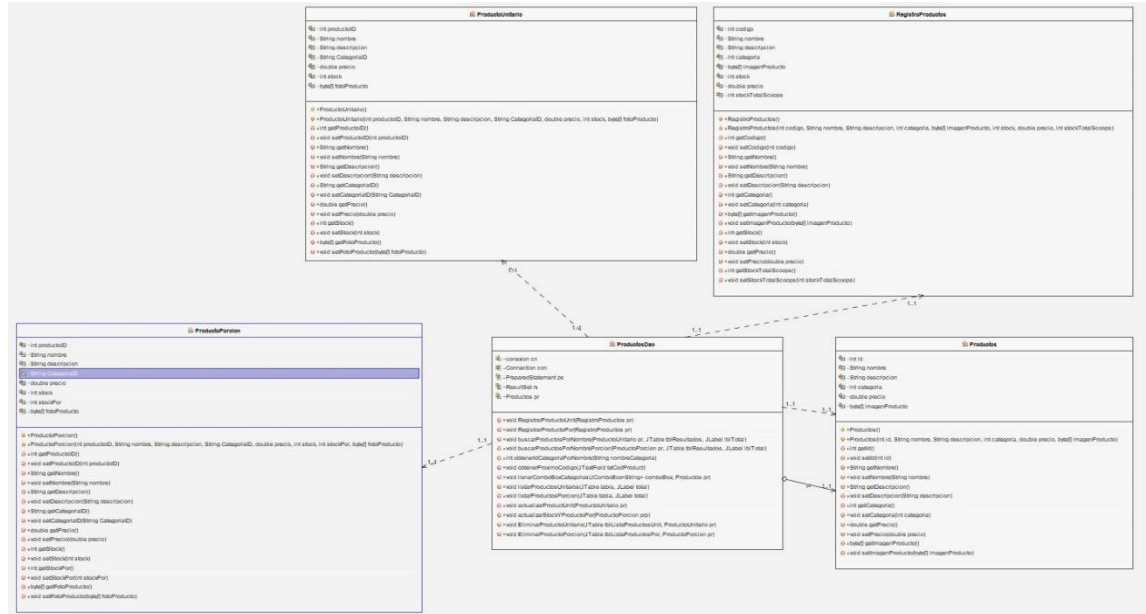 ProductoUnitario
- int productoID
- String nombre
- String descripcion
- String CategoriaID
- double precio
- int stock
- byte[] fotoProducto
+ProductoUnitario()
+ProductoUnitario(int productoID, String nombre, String descripcion, String CategoriaID, double precio, int stock, byte[] fotoProducto)
+int getProductoID()
+void setProductoID(int productoID)
+String getNombre()
+void setNombre(String nombre)
+String getDescripcion()
+void setDescripcion(String descripcion)
+String getCategoriaID()
+void setCategoriaID(String CategoriaID)
+double getPrecio()
+void setPrecio(double precio)
+int getStock()
+void setStock(int stock)
+byte[] getFotoProducto()
+void setFotoProducto(byte[] fotoProducto)
RegistroProductos
- int codigo
- String nombre
- String descripcion
- int categoria
- byte[] imagenProducto
- int stock
- double precio
- int stockTotalScoops
+RegistroProductos()
+RegistroProductos(int codigo, String nombre, String descripcion, int categoria, byte[] imagenProducto, int stock, double precio, int stockTotalScoops)
+int getCodigo()
+void setCodigo(int codigo)
+String getNombre()
+void setNombre(String nombre)
+String getDescripcion()
+void setDescripcion(String descripcion)
+int getCategoria()
+void setCategoria(int categoria)
+byte[] getImagenProducto()
+void setImagenProducto(byte[] imagenProducto)
+int getStock()
+void setStock(int stock)
+double getPrecio()
+void setPrecio(double precio)
+int getStockTotalScoops()
+void setStockTotalScoops(int stockTotalScoops)
1..1
1..1
1..1
1..1
ProductoPorcion
- int productoID
- String nombre
- String descripcion
- String CategoriaID
- double precio
- int stock
- int stockPor
- byte[] fotoProducto
+ProductoPorcion()
+ProductoPorcion(int productoID, String nombre, String descripcion, String CategoriaID, double precio, int stock, int stockPor, byte[] fotoProducto)
+int getProductoID()
+void setProductoID(int productoID)
+String getNombre()
+void setNombre(String nombre)
+String getDescripcion()
+void setDescripcion(String descripcion)
+String getCategoriaID()
+void setCategoriaID(String CategoriaID)
+double getPrecio()
+void setPrecio(double precio)
+int getStock()
+void setStock(int stock)
+int getStockPor()
+void setStockPor(int stockPor)
+byte[] getFotoProducto()
+void setFotoProducto(byte[] fotoProducto)
1..1
1..1
ProductosDao
- conexion cn
- Connection con
- PreparedStatement ps
- ResultSet rs
- Productos pr
+void RegistrarProductoUnit(RegistroProductos pr)
+void RegistrarProductoPor(RegistroProductos pr)
+void buscarProductosPorNombre(ProductoUnitario pr, JTable tblResultados, JLabel lblTotal)
+void buscarProductosPorNombrePorcion(ProductoPorcion pr, JTable tblResultados, JLabel lblTotal)
+int obtenerIdCategoriaPorNombre(String nombreCategoria)
+void obtenerProximoCodigo(JTextField txtCodProduct)
+void llenarComboBoxCategorias(JComboBox<String> comboBox, Productos pr)
+void listarProductosUnitarios(JTable tabla, JLabel total)
+void listarProductosPorcion(JTable tabla, JLabel total)
+void actualizarProductUnit(ProductoUnitario pr)
+void actualizarStockYProductoPor(ProductoPorcion prp)
+void EliminarProductoUnitario(JTable tblListaProductosUnit, ProductoUnitario pr)
+void EliminarProductoPorcion(JTable tblListaProductosPor, ProductoPorcion pr)
1..1
1..1
pr
1..1
Productos
- int id
- String nombre
- String descripcion
- int categoria
- double precio
- byte[] imagenProducto
+Productos()
+Productos(int id, String nombre, String descripcion, int categoria, double precio, byte[] imagenProducto)
+int getId()
+void setId(int id)
+String getNombre()
+void setNombre(String nombre)
+String getDescripcion()
+void setDescripcion(String descripcion)
+int getCategoria()
+void setCategoria(int categoria)
+double getPrecio()
+void setPrecio(double precio)
+byte[] getImagenProducto()
+void setImagenProducto(byte[] imagenProducto)